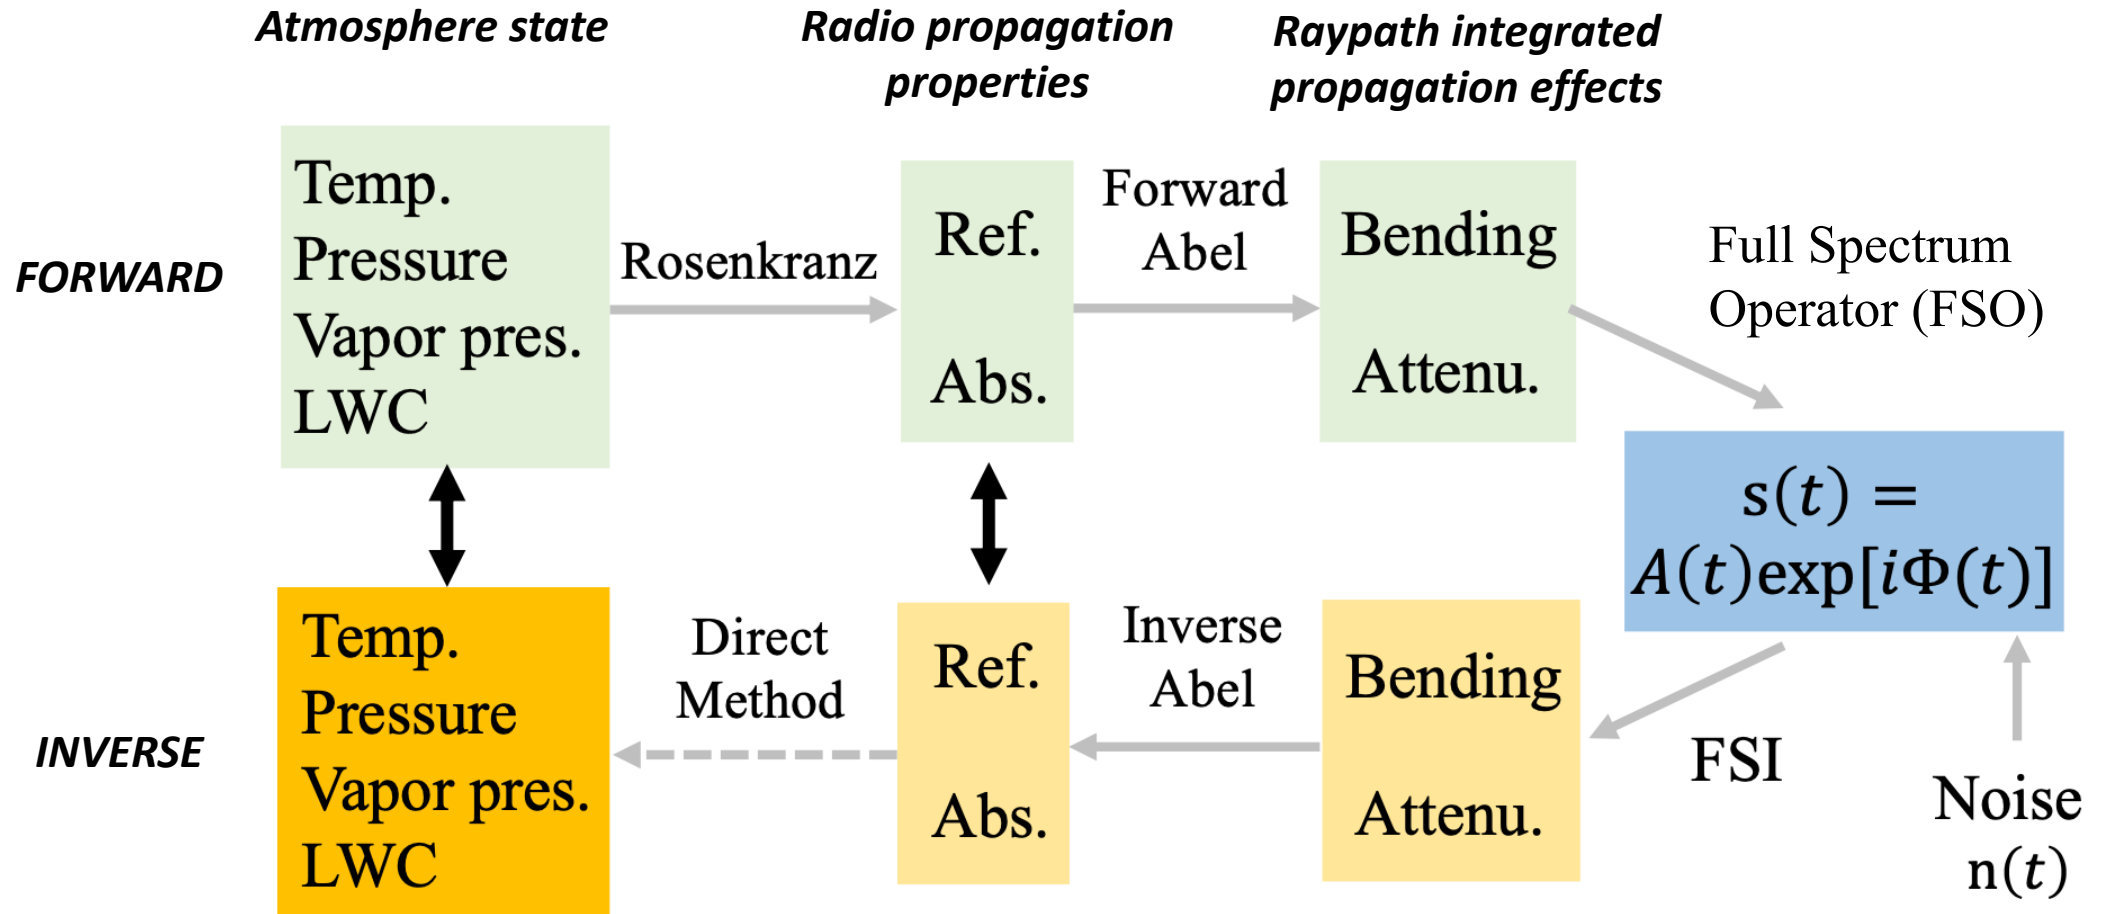 Atmosphere state
Radio propagation
properties
Raypath integrated
propagation effects
FORWARD
Temp.
Pressure
Vapor pres.
LWC
Rosenkranz
Ref.
Abs.
Forward
Abel
Bending
Attenu.
Full Spectrum
Operator (FSO)
s(t) =
A(t)exp[iΦ(t)]
INVERSE
Temp.
Pressure
Vapor pres.
LWC
Direct
Method
Ref.
Abs.
Inverse
Abel
Bending
Attenu.
FSI
Noise
n(t)